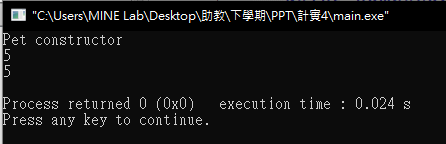 "C:\Users\MINE Lab\Desktop\助教\下學期\PPT\計實4\main.exe"
Pet constructor
5
5
Process returned 0 (0x0)   execution time : 0.024 s
Press any key to continue.